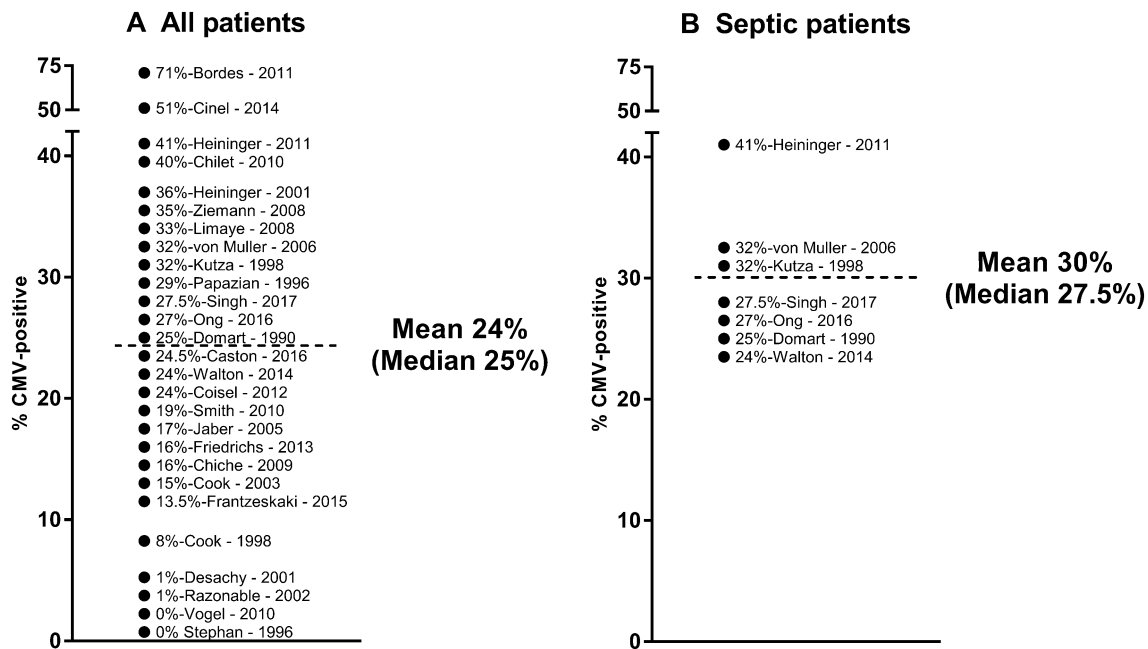 A All patients
75
50
40
30
20
10
0
% CMV-positive
71%-Bordes - 2011
51%-Cinel - 2014
41%-Heininger - 2011
40%-Chilet - 2010
36%-Heininger - 2001
35%-Ziemann - 2008
33%-Limaye - 2008
32%-von Muller - 2006
32%-Kutza - 1998
29%-Papazian - 1996
27.5%-Singh - 2017
27%-Ong - 2016
25%-Domart - 1990
24.5%-Caston - 2016
24%-Walton - 2014
24%-Coisel - 2012
19%-Smith - 2010
17%-Jaber - 2005
16%-Friedrichs - 2013
16%-Chiche - 2009
15%-Cook - 2003
13.5%-Frantzeskaki - 2015
8%-Cook - 1998
1%-Desachy - 2001
1%-Razonable - 2002
0%-Vogel - 2010
0% Stephan - 1996
Mean 24%
(Median 25%)
B Septic patients
75
50
40
30
20
10
0
% CMV-positive
41%-Heininger - 2011
32%-von Muller - 2006
32%-Kutza - 1998
27.5%-Singh - 2017
27%-Ong - 2016
25%-Domart - 1990
24%-Walton - 2014
Mean 30%
(Median 27.5%)